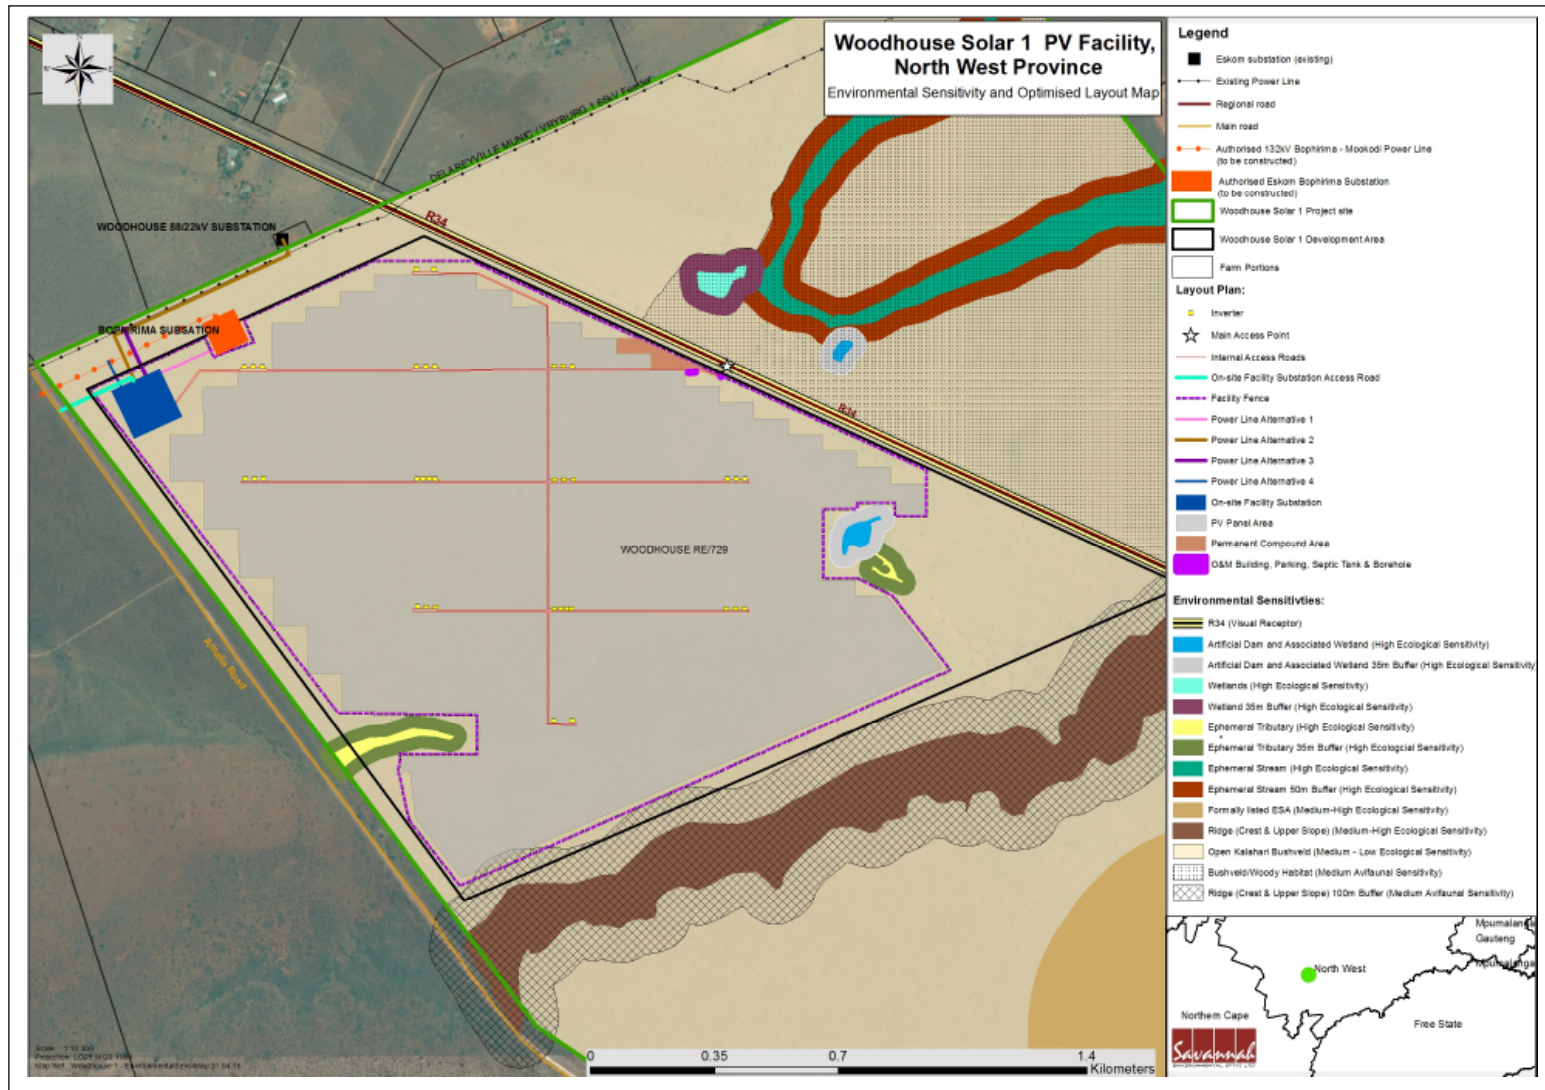 Woodhouse Solar 1 PV Facility,
North West Province
Environmental Sensitivity and Optimised Layout Map
DELAREYVILLE MUNIC / VRYBURG 1 88kV Feeder
R34
WOODHOUSE 88/22kV SUBSTATION
BOPHIRIMA SUBSATION
R34
WOODHOUSE RE/729
Amalia Road
0 0.35 0.7 1.4
Kilometers
Legend
Eskom substation (existing)
Existing Power Line
Regional road
Main road
Authorised 132kV Bophirima - Mookodi Power Line
(to be constructed)
Authorised Eskom Bophirima Substation
(to be constructed)
Woodhouse Solar 1 Project site
Woodhouse Solar 1 Development Area
Farm Portions
Layout Plan:
Inverter
Main Access Point
Internal Access Roads
On-site Facility Substation Access Road
Facility Fence
Power Line Alternative 1
Power Line Alternative 2
Power Line Alternative 3
Power Line Alternative 4
On-site Facility Substation
PV Panel Area
Permanent Compound Area
O&M Building, Parking, Septic Tank & Borehole
Environmental Sensitivties:
R34 (Visual Receptor)
Artificial Dam and Associated Wetland (High Ecological Sensitivity)
Artificial Dam and Associated Wetland 35m Buffer (High Ecological Sensitivity
Wetlands (High Ecological Sensitivity)
Wetland 35m Buffer (High Ecological Sensitivity)
Ephemeral Tributary (High Ecological Sensitivity)
Ephemeral Tributary 35m Buffer (High Ecologcial Sensitivity)
Ephemeral Stream (High Ecological Sensitivity)
Ephemeral Stream 50m Buffer (High Ecological Sensitivity)
Formally listed ESA (Medium-High Ecological Sensitivity)
Ridge (Crest & Upper Slope) (Medium-High Ecological Sensitivity)
Open Kalahari Bushveld (Medium - Low Ecological Sensitivity)
Bushveld/Woody Habitat (Medium Avifaunal Sensitivity)
Ridge (Crest & Upper Slope) 100m Buffer (Medium Avifaunal Sensitivity)
Mpumalanga
Gauteng
Mpumalanga
North West
Northern Cape
Free State
Savannah